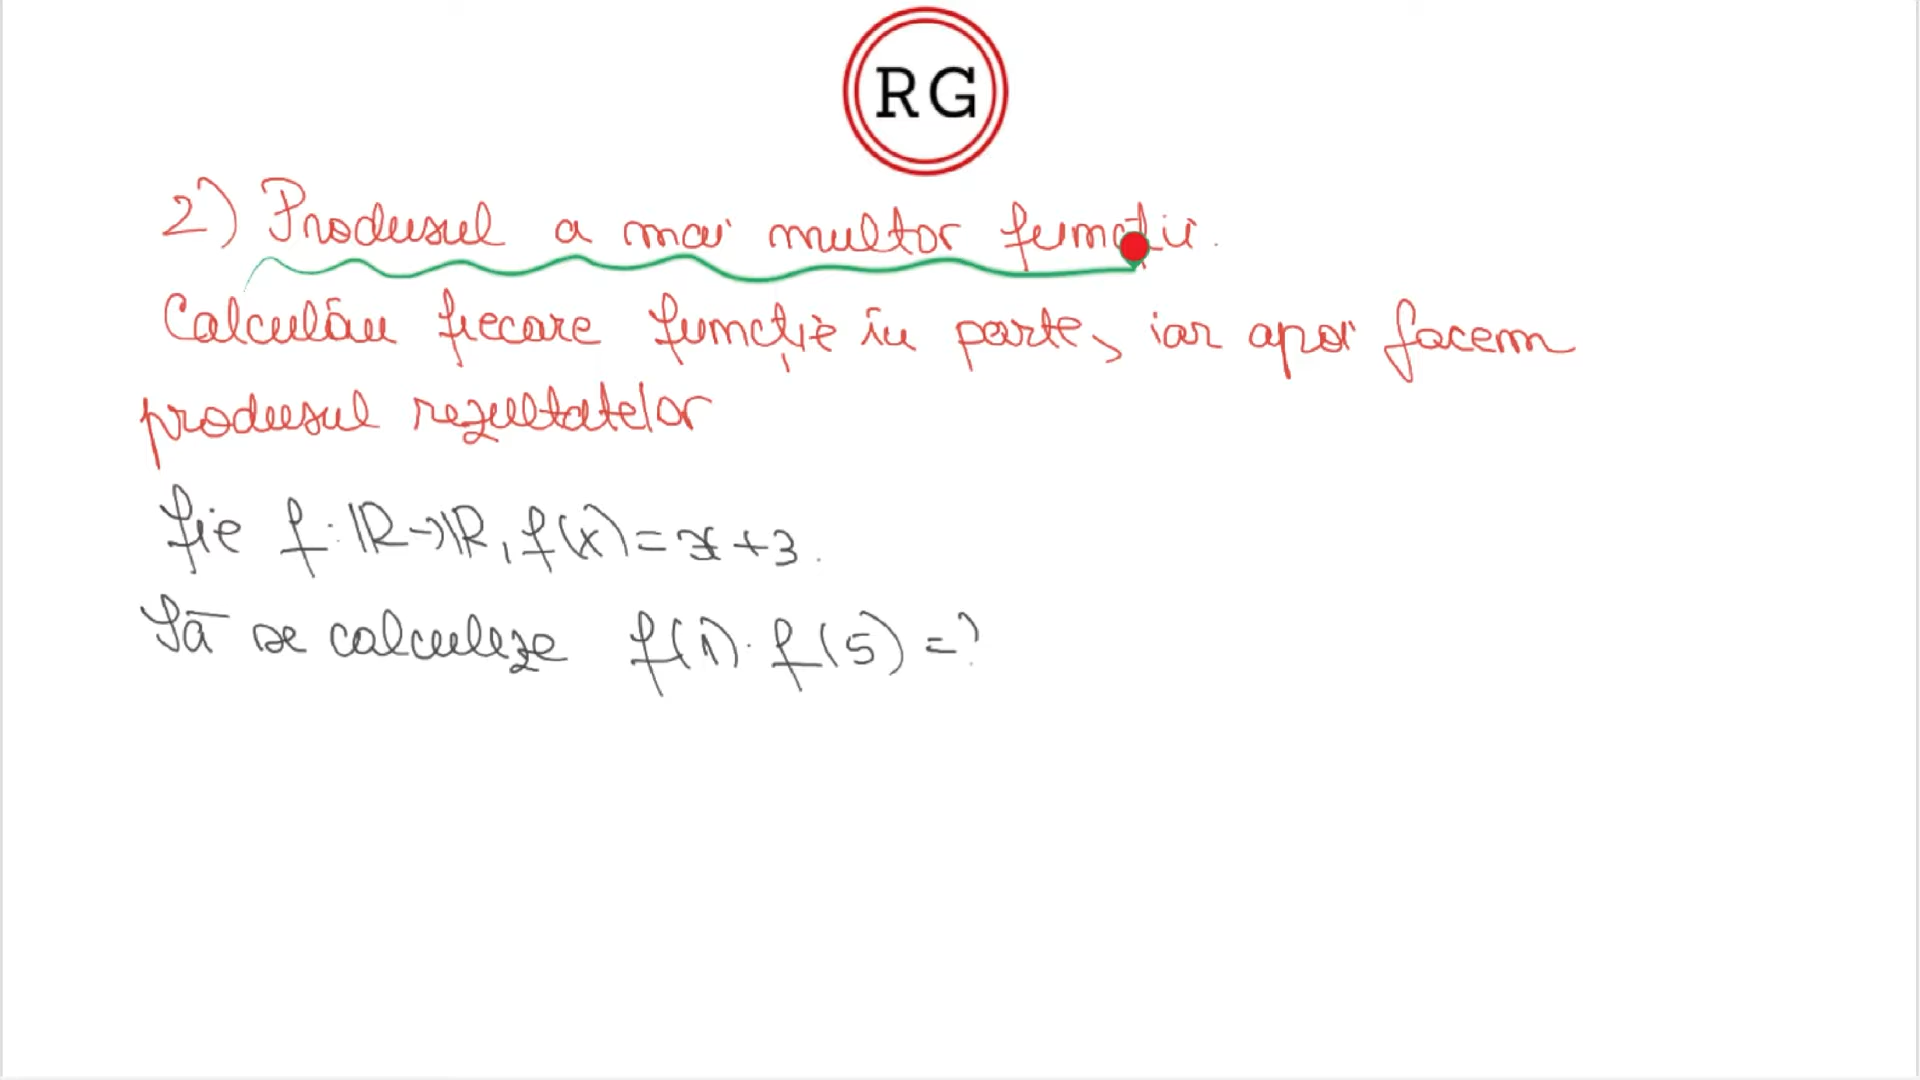 RG
2) Produsul a mai multor funcții.
Calculăm fiecare funcție în parte, iar apoi facem
produsul rezultatelor
fie f:ℝ→ℝ, f(x)=x+3.
Să se calculeze f(1)·f(5)=?